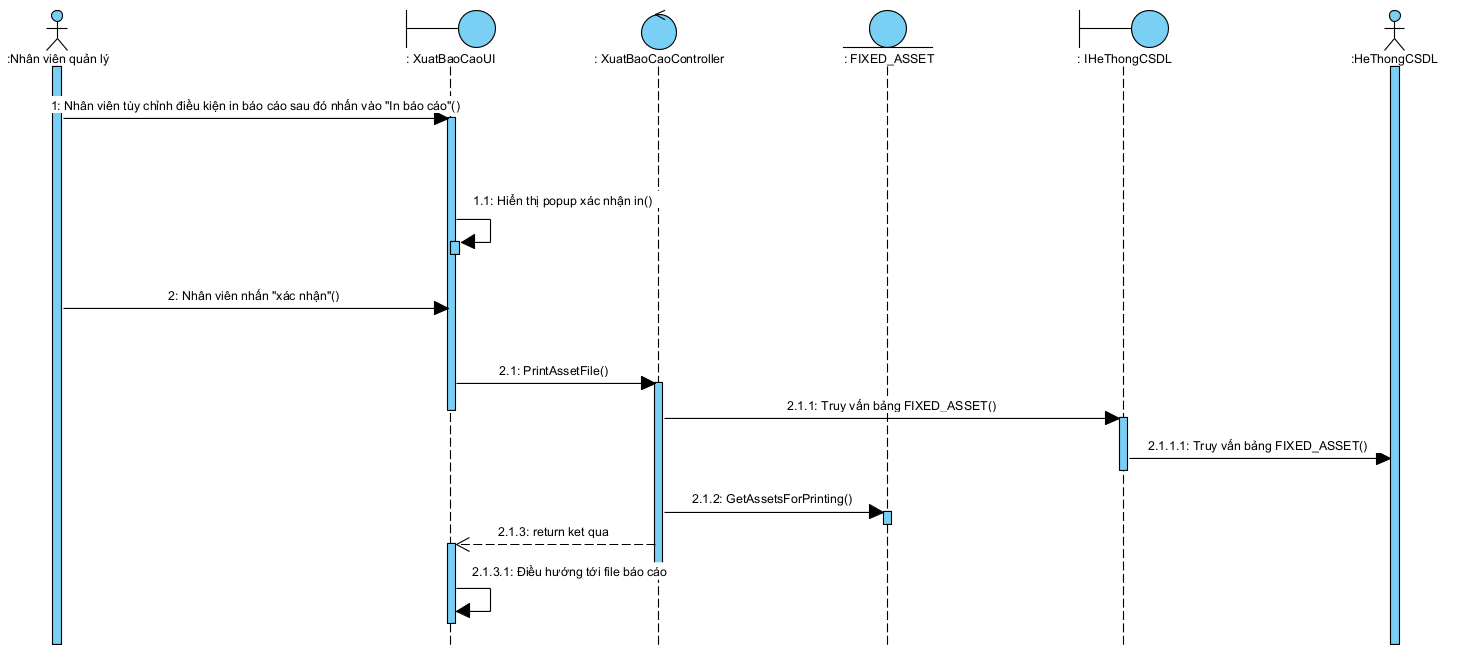 :Nhân viên quản lý
: XuatBaoCaoUI
: XuatBaoCaoController
: FIXED_ASSET
: IHeThongCSDL
:HeThongCSDL
1: Nhân viên tùy chỉnh điều kiện in báo cáo sau đó nhấn vào "In báo cáo"()
1.1: Hiển thị popup xác nhận in()
2: Nhân viên nhấn "xác nhận"()
2.1: PrintAssetFile()
2.1.1: Truy vấn bảng FIXED_ASSET()
2.1.1.1: Truy vấn bảng FIXED_ASSET()
2.1.2: GetAssetsForPrinting()
2.1.3: return ket qua
2.1.3.1: Điều hướng tới file báo cáo